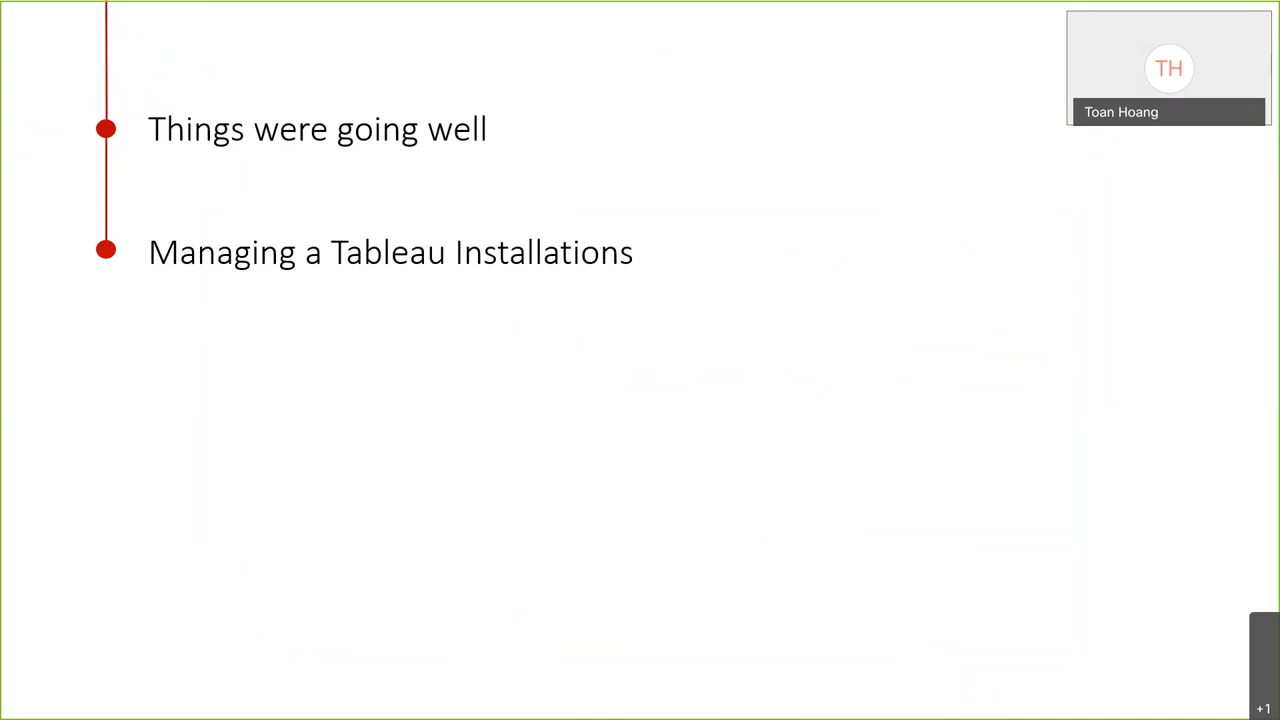 TH
Toan Hoang
Things were going well
Managing a Tableau Installations
+1